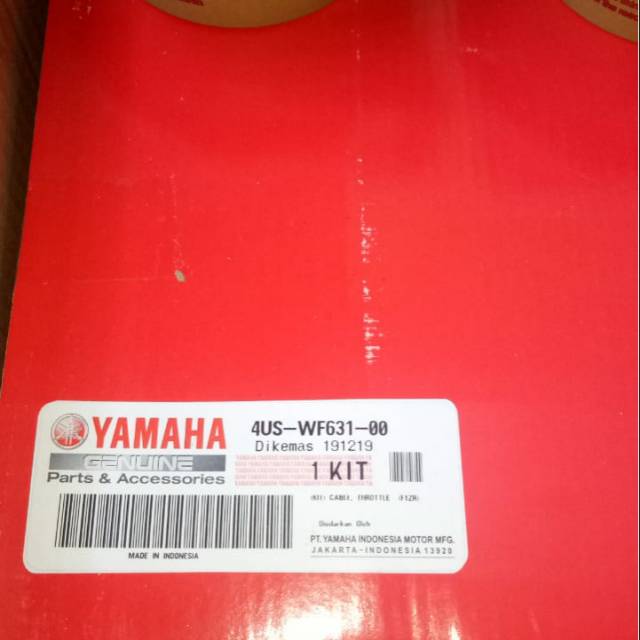 YAMAHA
GENUINE
Parts & Accessories
MADE IN INDONESIA
4US-WF631-00
Dikemas 191219
1 KIT
(KIT) CABLE, THROTTLE (F1ZR)
Diedarkan Oleh
PT. YAMAHA INDONESIA MOTOR MFG.
JAKARTA-INDONESIA 13920